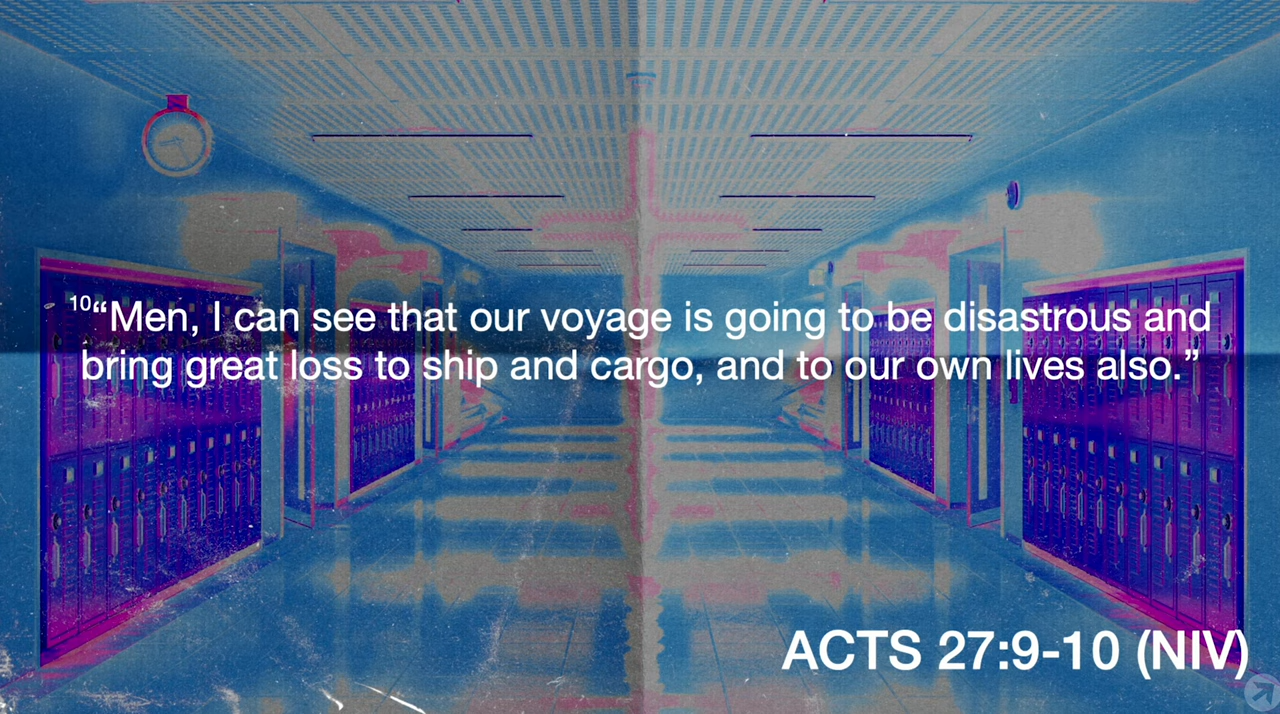 ¹⁰“Men, I can see that our voyage is going to be disastrous and
bring great loss to ship and cargo, and to our own lives also.”
ACTS 27:9-10 (NIV)